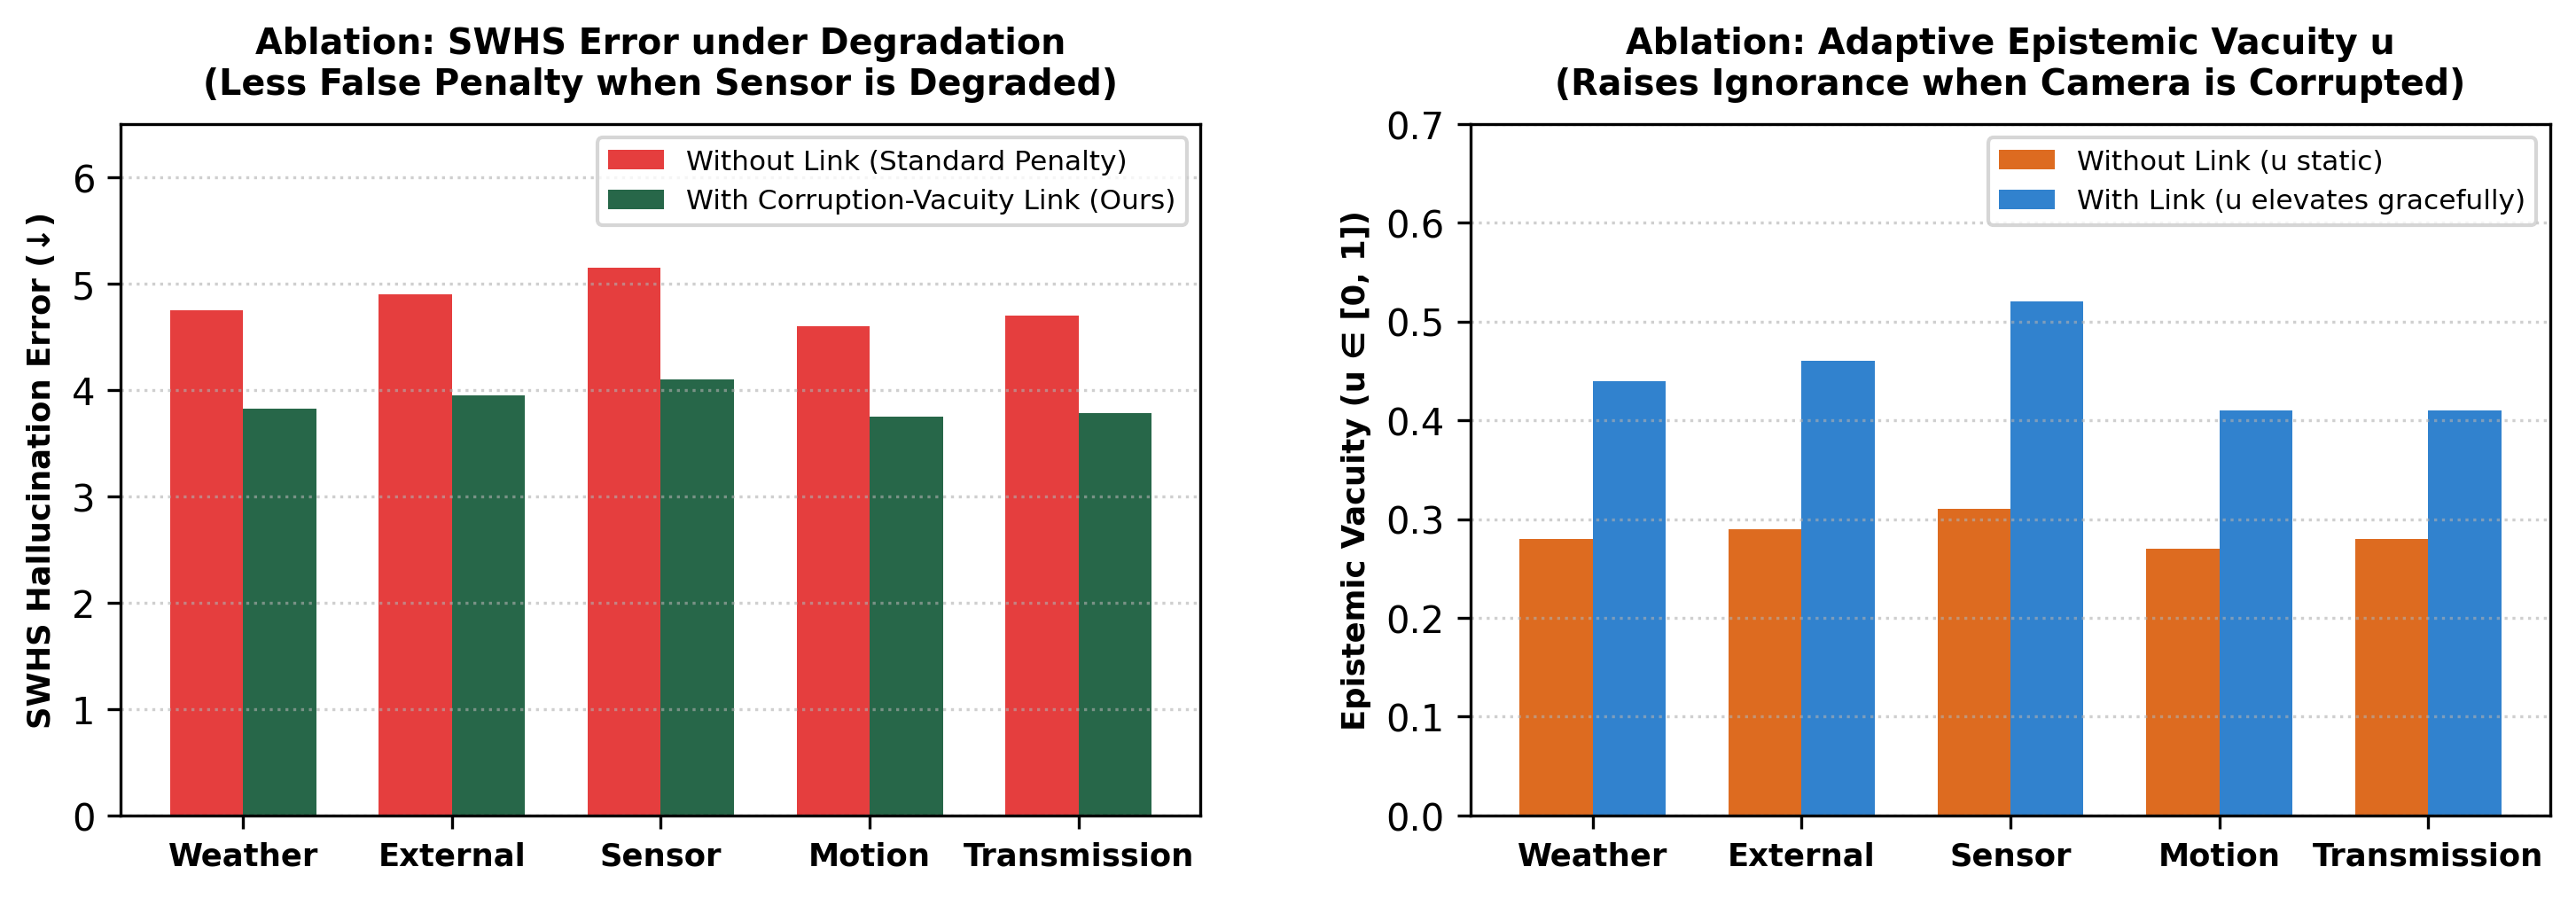 Ablation: SWHS Error under Degradation
(Less False Penalty when Sensor is Degraded)
SWHS Hallucination Error (↓)
6
5
4
3
2
1
0
Without Link (Standard Penalty)
With Corruption-Vacuity Link (Ours)
Weather External Sensor Motion Transmission
Ablation: Adaptive Epistemic Vacuity u
(Raises Ignorance when Camera is Corrupted)
Epistemic Vacuity (u ∈ [0, 1])
0.7
0.6
0.5
0.4
0.3
0.2
0.1
0.0
Without Link (u static)
With Link (u elevates gracefully)
Weather External Sensor Motion Transmission